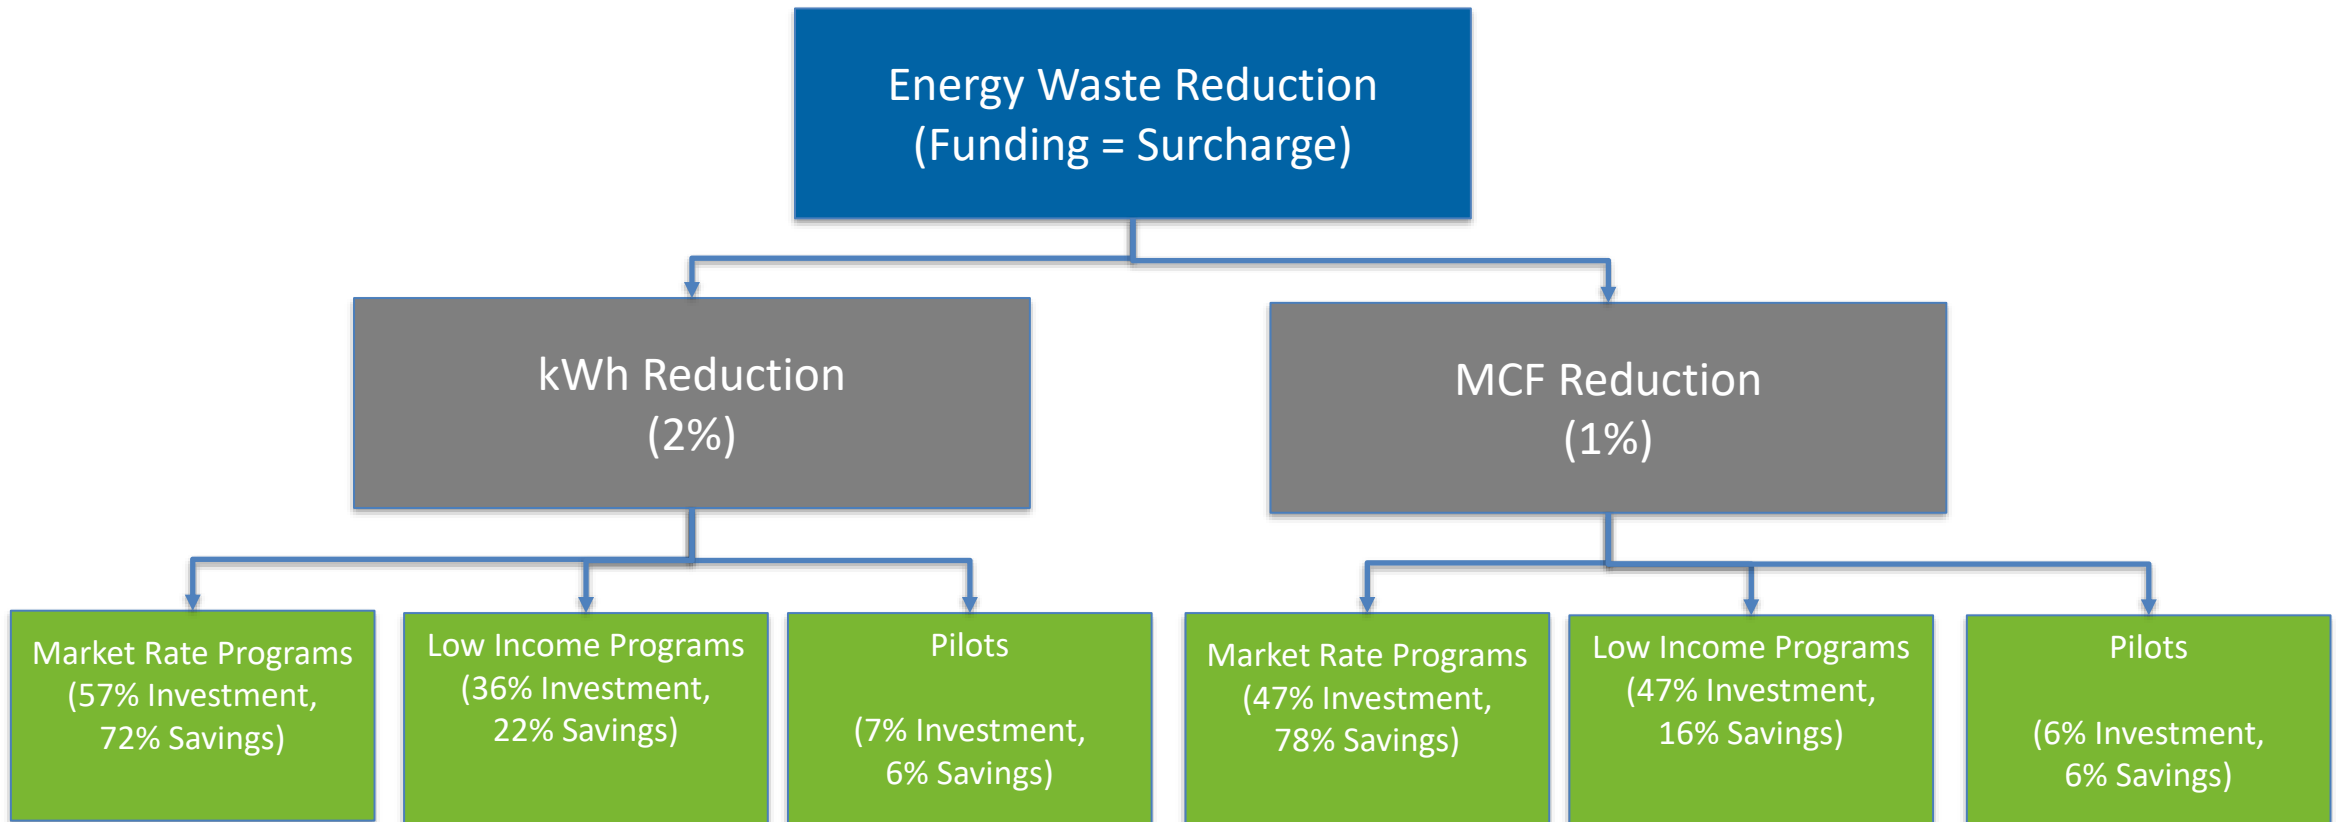 Energy Waste Reduction
(Funding = Surcharge)
kWh Reduction
(2%)
MCF Reduction
(1%)
Market Rate Programs
(57% Investment,
72% Savings)
Low Income Programs
(36% Investment,
22% Savings)
Pilots
(7% Investment,
6% Savings)
Market Rate Programs
(47% Investment,
78% Savings)
Low Income Programs
(47% Investment,
16% Savings)
Pilots
(6% Investment,
6% Savings)